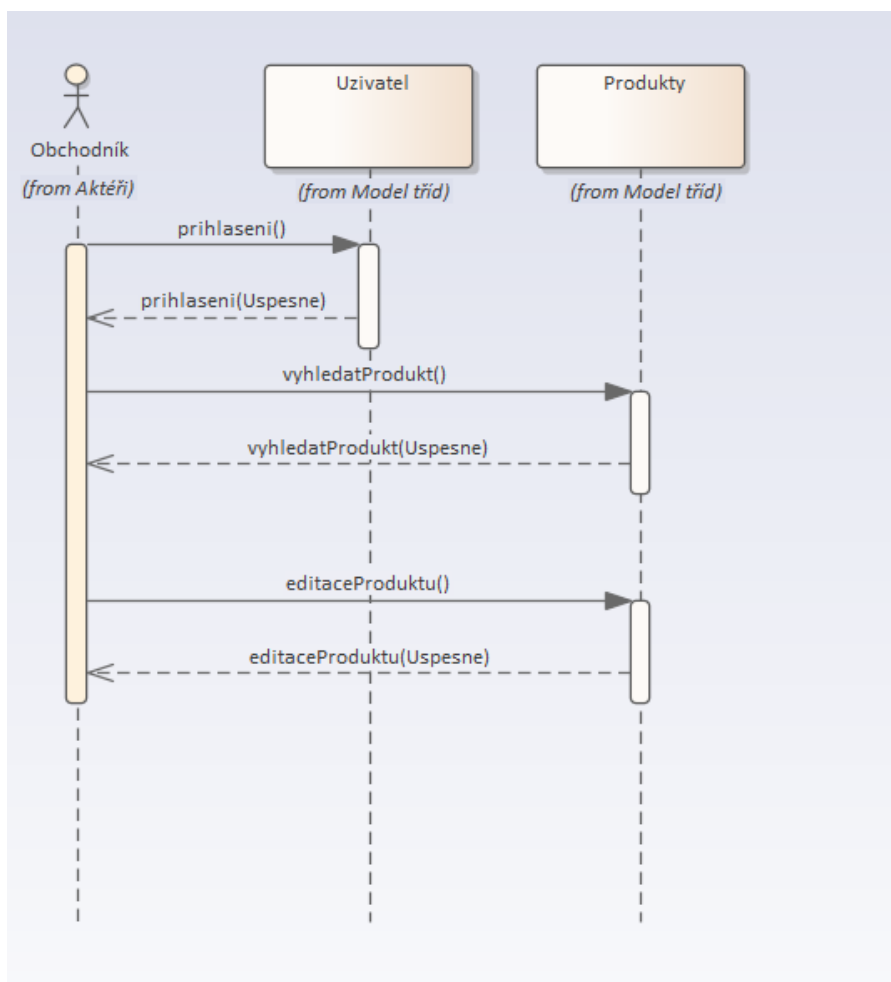 Uzivatel
Produkty
Obchodník
(from Aktéři)
(from Model tříd)
(from Model tříd)
prihlaseni()
prihlaseni(Uspesne)
vyhledatProdukt()
vyhledatProdukt(Uspesne)
editaceProduktu()
editaceProduktu(Uspesne)